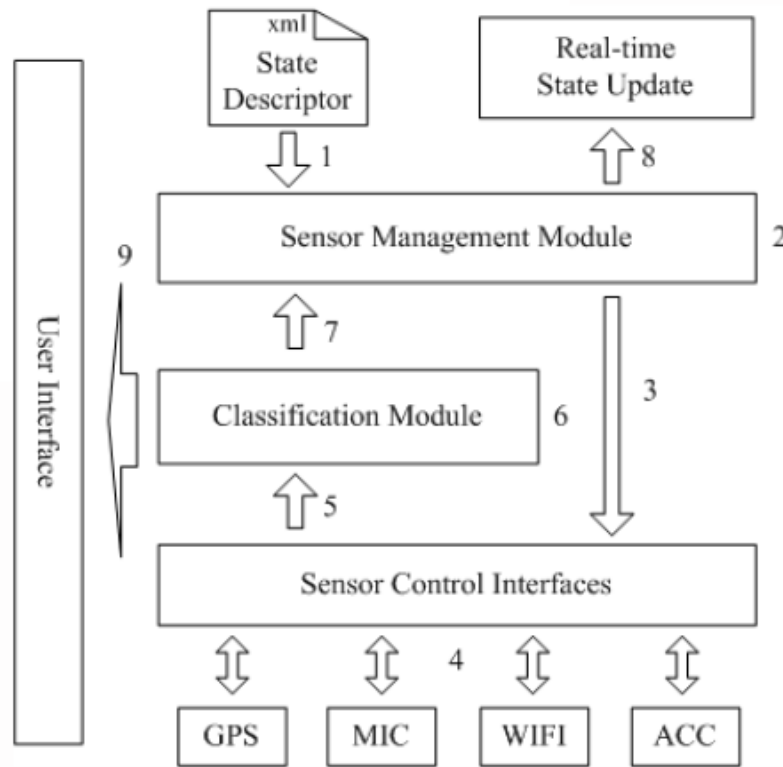 xml
State
Descriptor
Real-time
State Update
1
8
Sensor Management Module
2
9
7
3
User Interface
Classification Module
6
5
Sensor Control Interfaces
4
GPS
MIC
WIFI
ACC